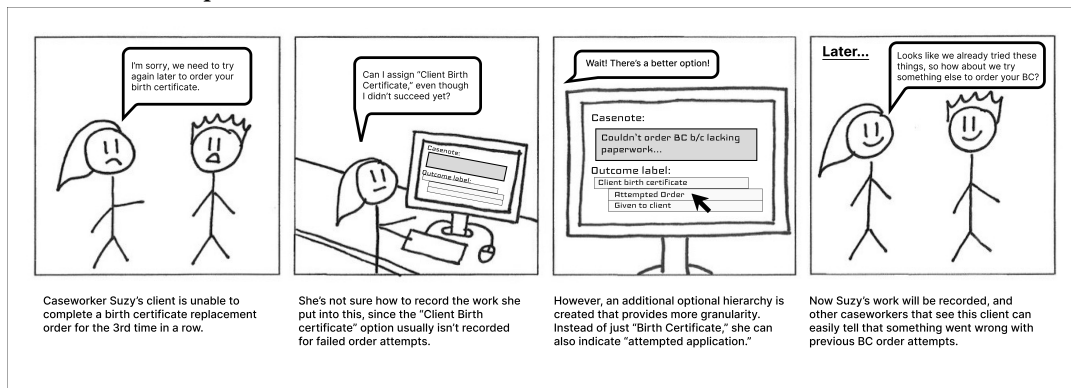 I'm sorry, we need to try
again later to order your
birth certificate.
Caseworker Suzy's client is unable to
complete a birth certificate replacement
order for the 3rd time in a row.
Can I assign "Client Birth
Certificate," even though
I didn't succeed yet?
Casenote:
Outcome label:
She's not sure how to record the work she
put into this, since the "Client Birth
certificate" option usually isn't recorded
for failed order attempts.
Wait! There's a better option!
Casenote:
Couldn't order BC b/c lacking
paperwork...
Outcome label:
Client birth certificate
Attempted Order
Given to client
However, an additional optional hierarchy is
created that provides more granularity.
Instead of just "Birth Certificate," she can
also indicate "attempted application."
Later...
Looks like we already tried these
things, so how about we try
something else to order your BC?
Now Suzy's work will be recorded, and
other caseworkers that see this client can
easily tell that something went wrong with
previous BC order attempts.